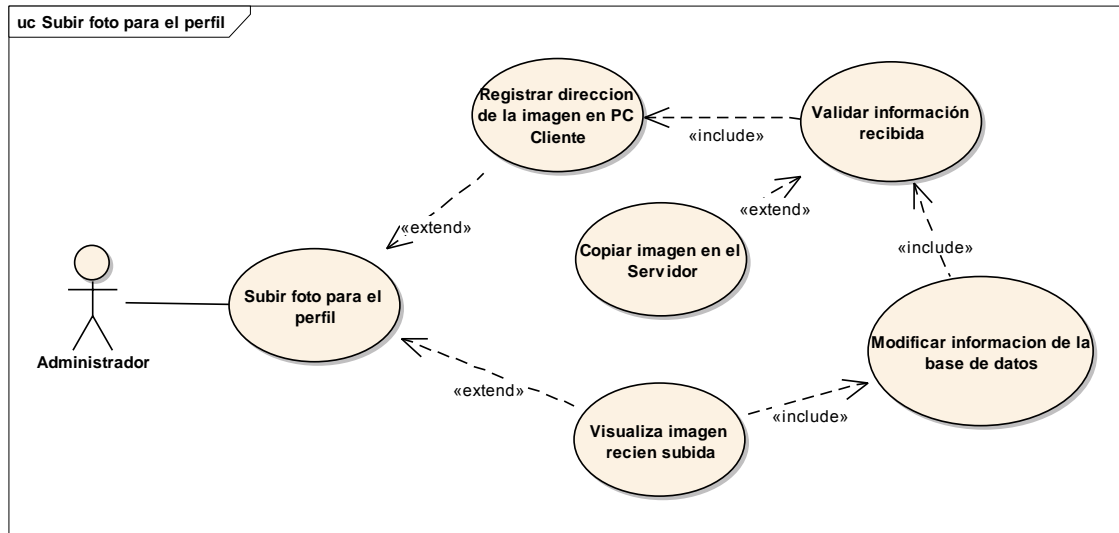 uc Subir foto para el perfil
Registrar direccion
de la imagen en PC
Cliente
Validar información
recibida
«include»
«extend»
Copiar imagen en el
Servidor
«extend»
«include»
Subir foto para el
perfil
Administrador
Modificar informacion de la
base de datos
«extend»
«include»
Visualiza imagen
recien subida